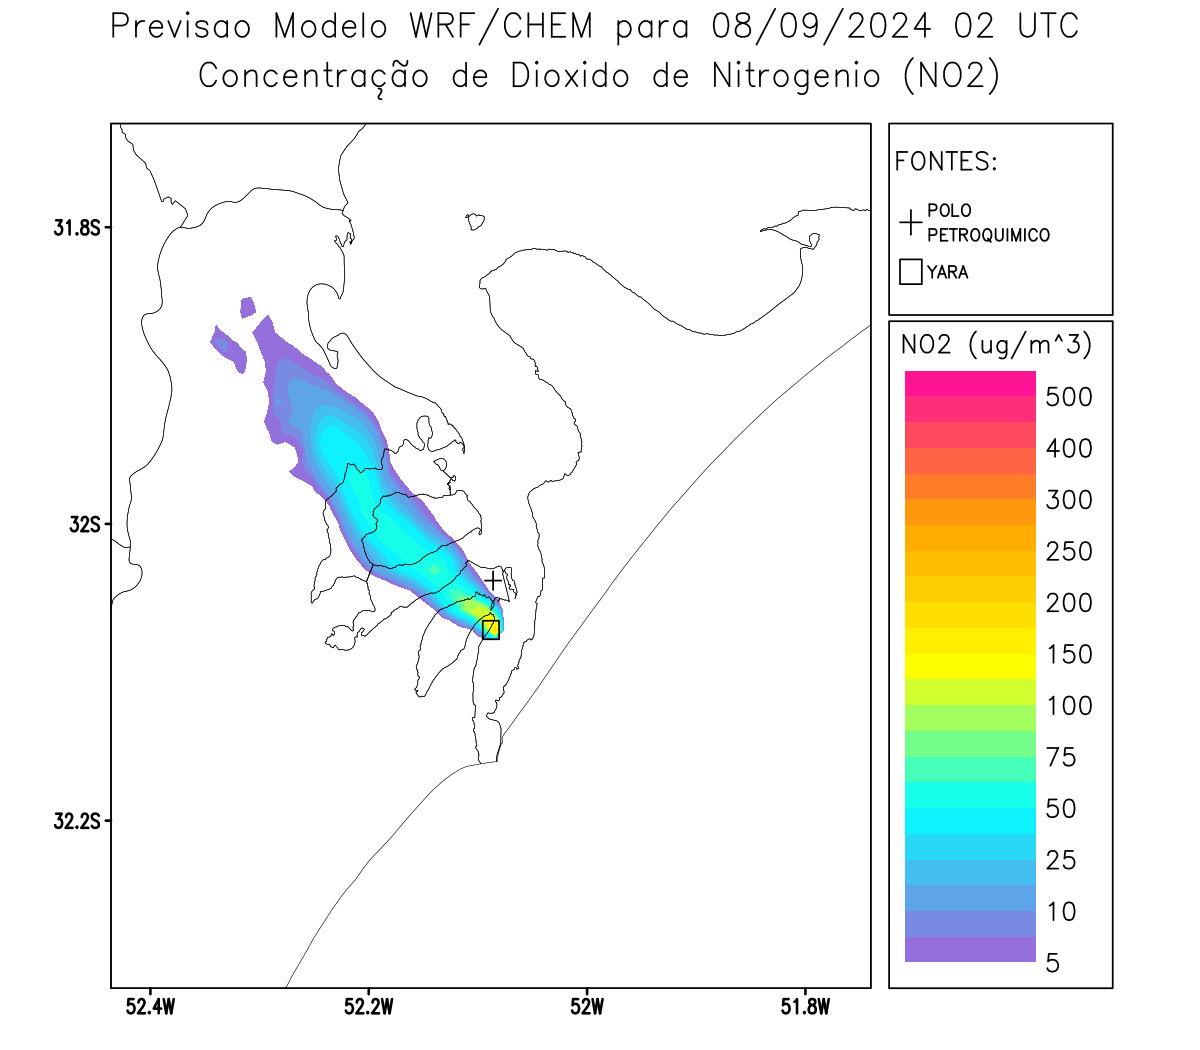 Previsao Modelo WRF/CHEM para 08/09/2024 02 UTC
Concentração de Dioxido de Nitrogenio (NO2)
FONTES:
POLO
PETROQUIMICO
YARA
NO2 (ug/m^3)
500
400
300
250
200
150
100
75
50
25
10
5
31.8S
32S
32.2S
52.4W
52.2W
52W
51.8W